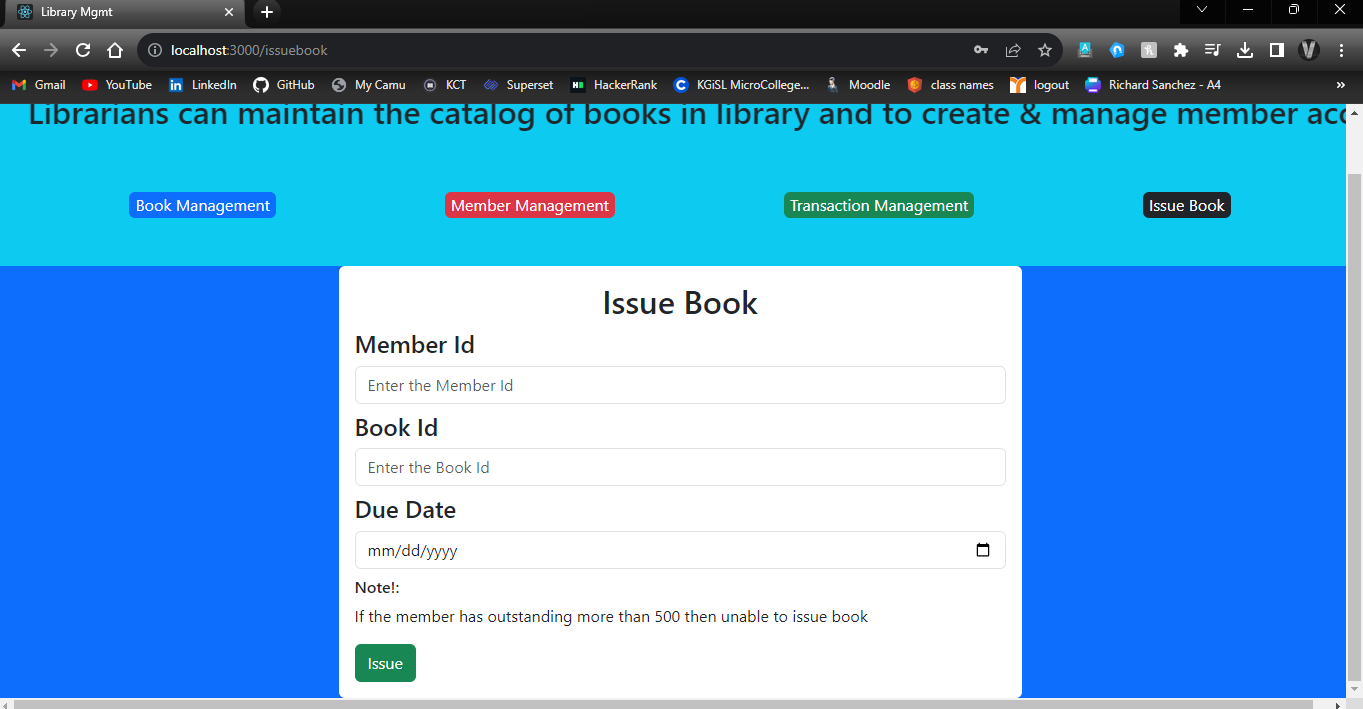 Library Mgmt
localhost:3000/issuebook
Gmail YouTube LinkedIn GitHub My Camu KCT Superset HackerRank KGiSL MicroCollege... Moodle class names logout Richard Sanchez - A4 »
Librarians can maintain the catalog of books in library and to create & manage member acc
Book Management Member Management Transaction Management Issue Book
Issue Book
Member Id
Enter the Member Id
Book Id
Enter the Book Id
Due Date
mm/dd/yyyy
Note!:
If the member has outstanding more than 500 then unable to issue book
Issue